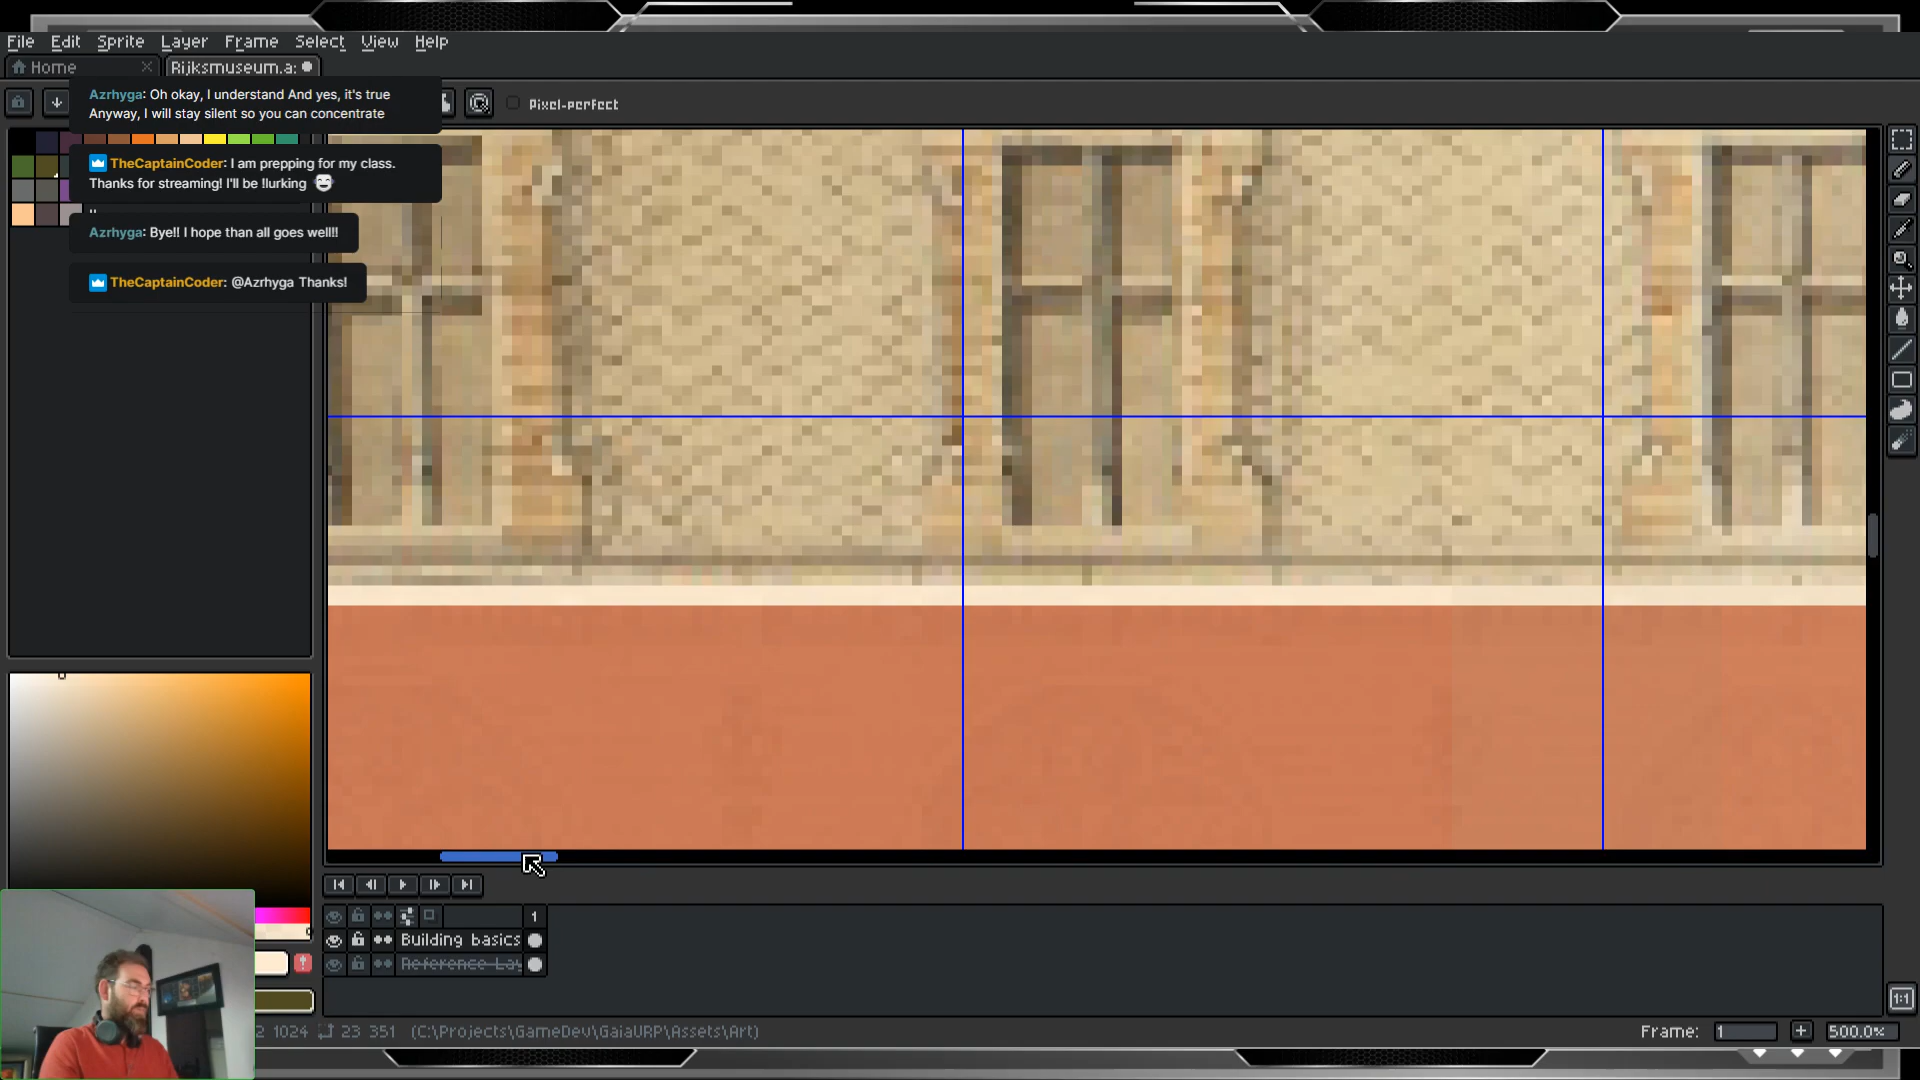 File Edit Sprite Layer Frame Select View Help
Home
Rijksmuseum.a:
Pixel-perfect
Azrhyga: Oh okay, I understand And yes, it's true
Anyway, I will stay silent so you can concentrate
TheCaptainCoder: I am prepping for my class.
Thanks for streaming! I'll be !lurking
Azrhyga: Bye!! I hope than all goes well!!
TheCaptainCoder: @Azrhyga Thanks!
1
Building basics
Reference Lay
1024 23 351 (C:\Projects\GameDev\GaiaURP\Assets\Art)
Frame: 1 + 500.0%
1:1